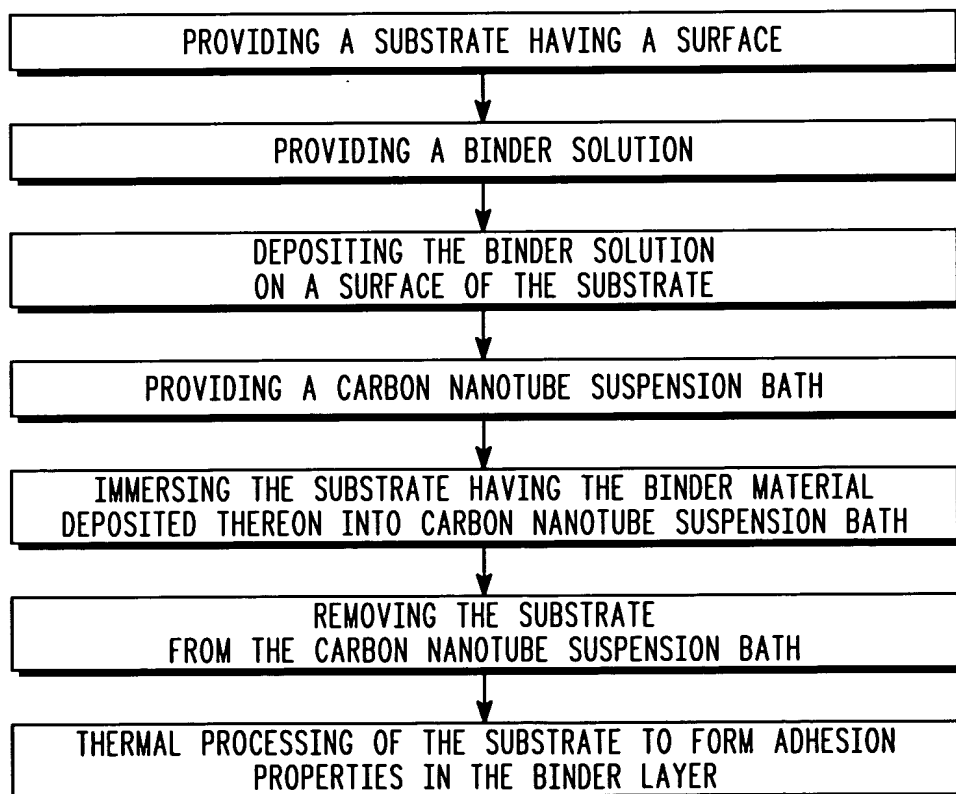 PROVIDING A SUBSTRATE HAVING A SURFACE
PROVIDING A BINDER SOLUTION
DEPOSITING THE BINDER SOLUTION
ON A SURFACE OF THE SUBSTRATE
PROVIDING A CARBON NANOTUBE SUSPENSION BATH
IMMERSING THE SUBSTRATE HAVING THE BINDER MATERIAL
DEPOSITED THEREON INTO CARBON NANOTUBE SUSPENSION BATH
REMOVING THE SUBSTRATE
FROM THE CARBON NANOTUBE SUSPENSION BATH
THERMAL PROCESSING OF THE SUBSTRATE TO FORM ADHESION
PROPERTIES IN THE BINDER LAYER